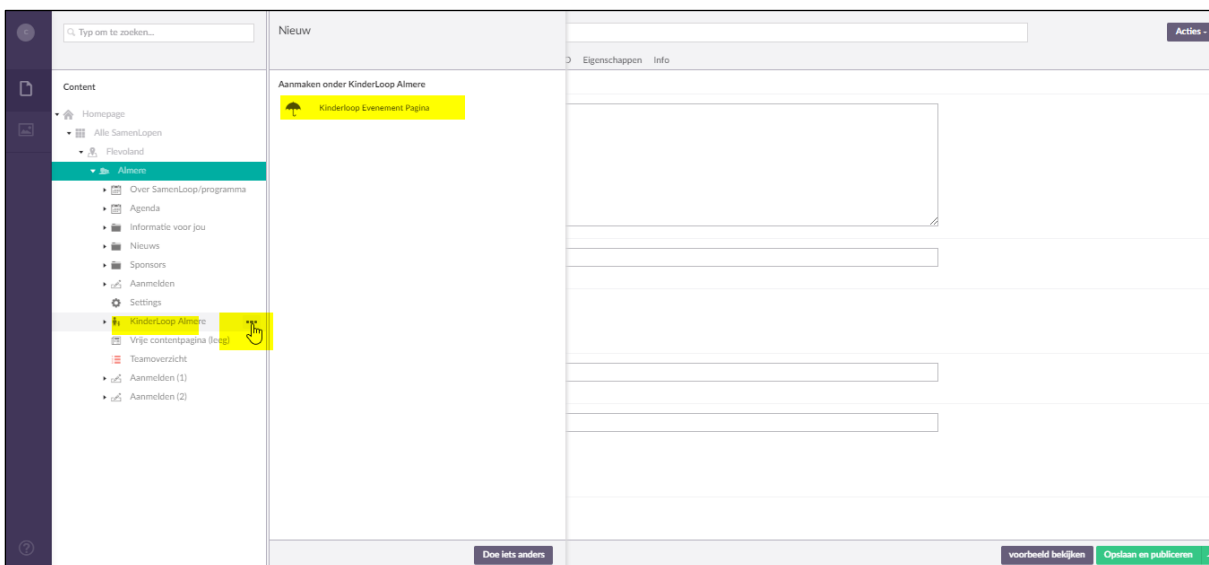 Typ om te zoeken...
Nieuw
Acties
Eigenschappen Info
Content
Aanmaken onder KinderLoop Almere
Kinderloop Evenement Pagina
Homepage
Alle SamenLopen
Flevoland
Almere
Over SamenLoop/programma
Agenda
Informatie voor jou
Nieuws
Sponsors
Aanmelden
Settings
KinderLoop Almere
Vrije contentpagina (leeg)
Teamoverzicht
Aanmelden (1)
Aanmelden (2)
Doe iets anders
voorbeeld bekijken
Opslaan en publiceren